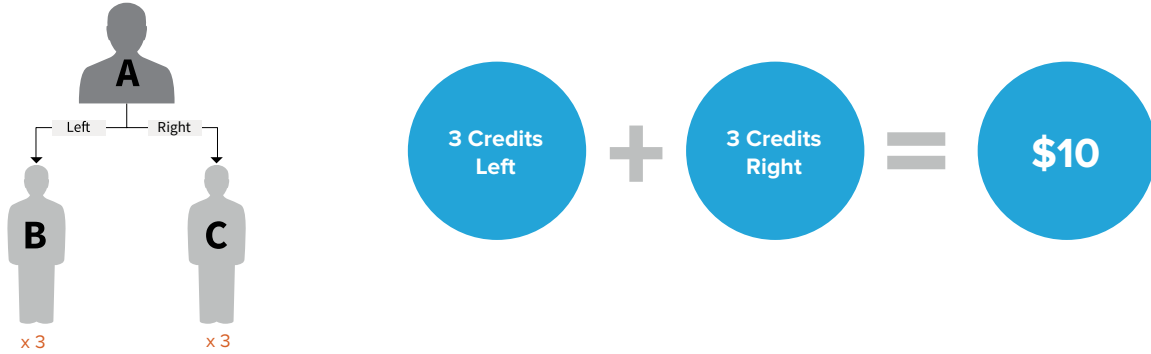 A
Left
Right
B
C
x 3
x 3
3 Credits
Left
+
3 Credits
Right
=
$10